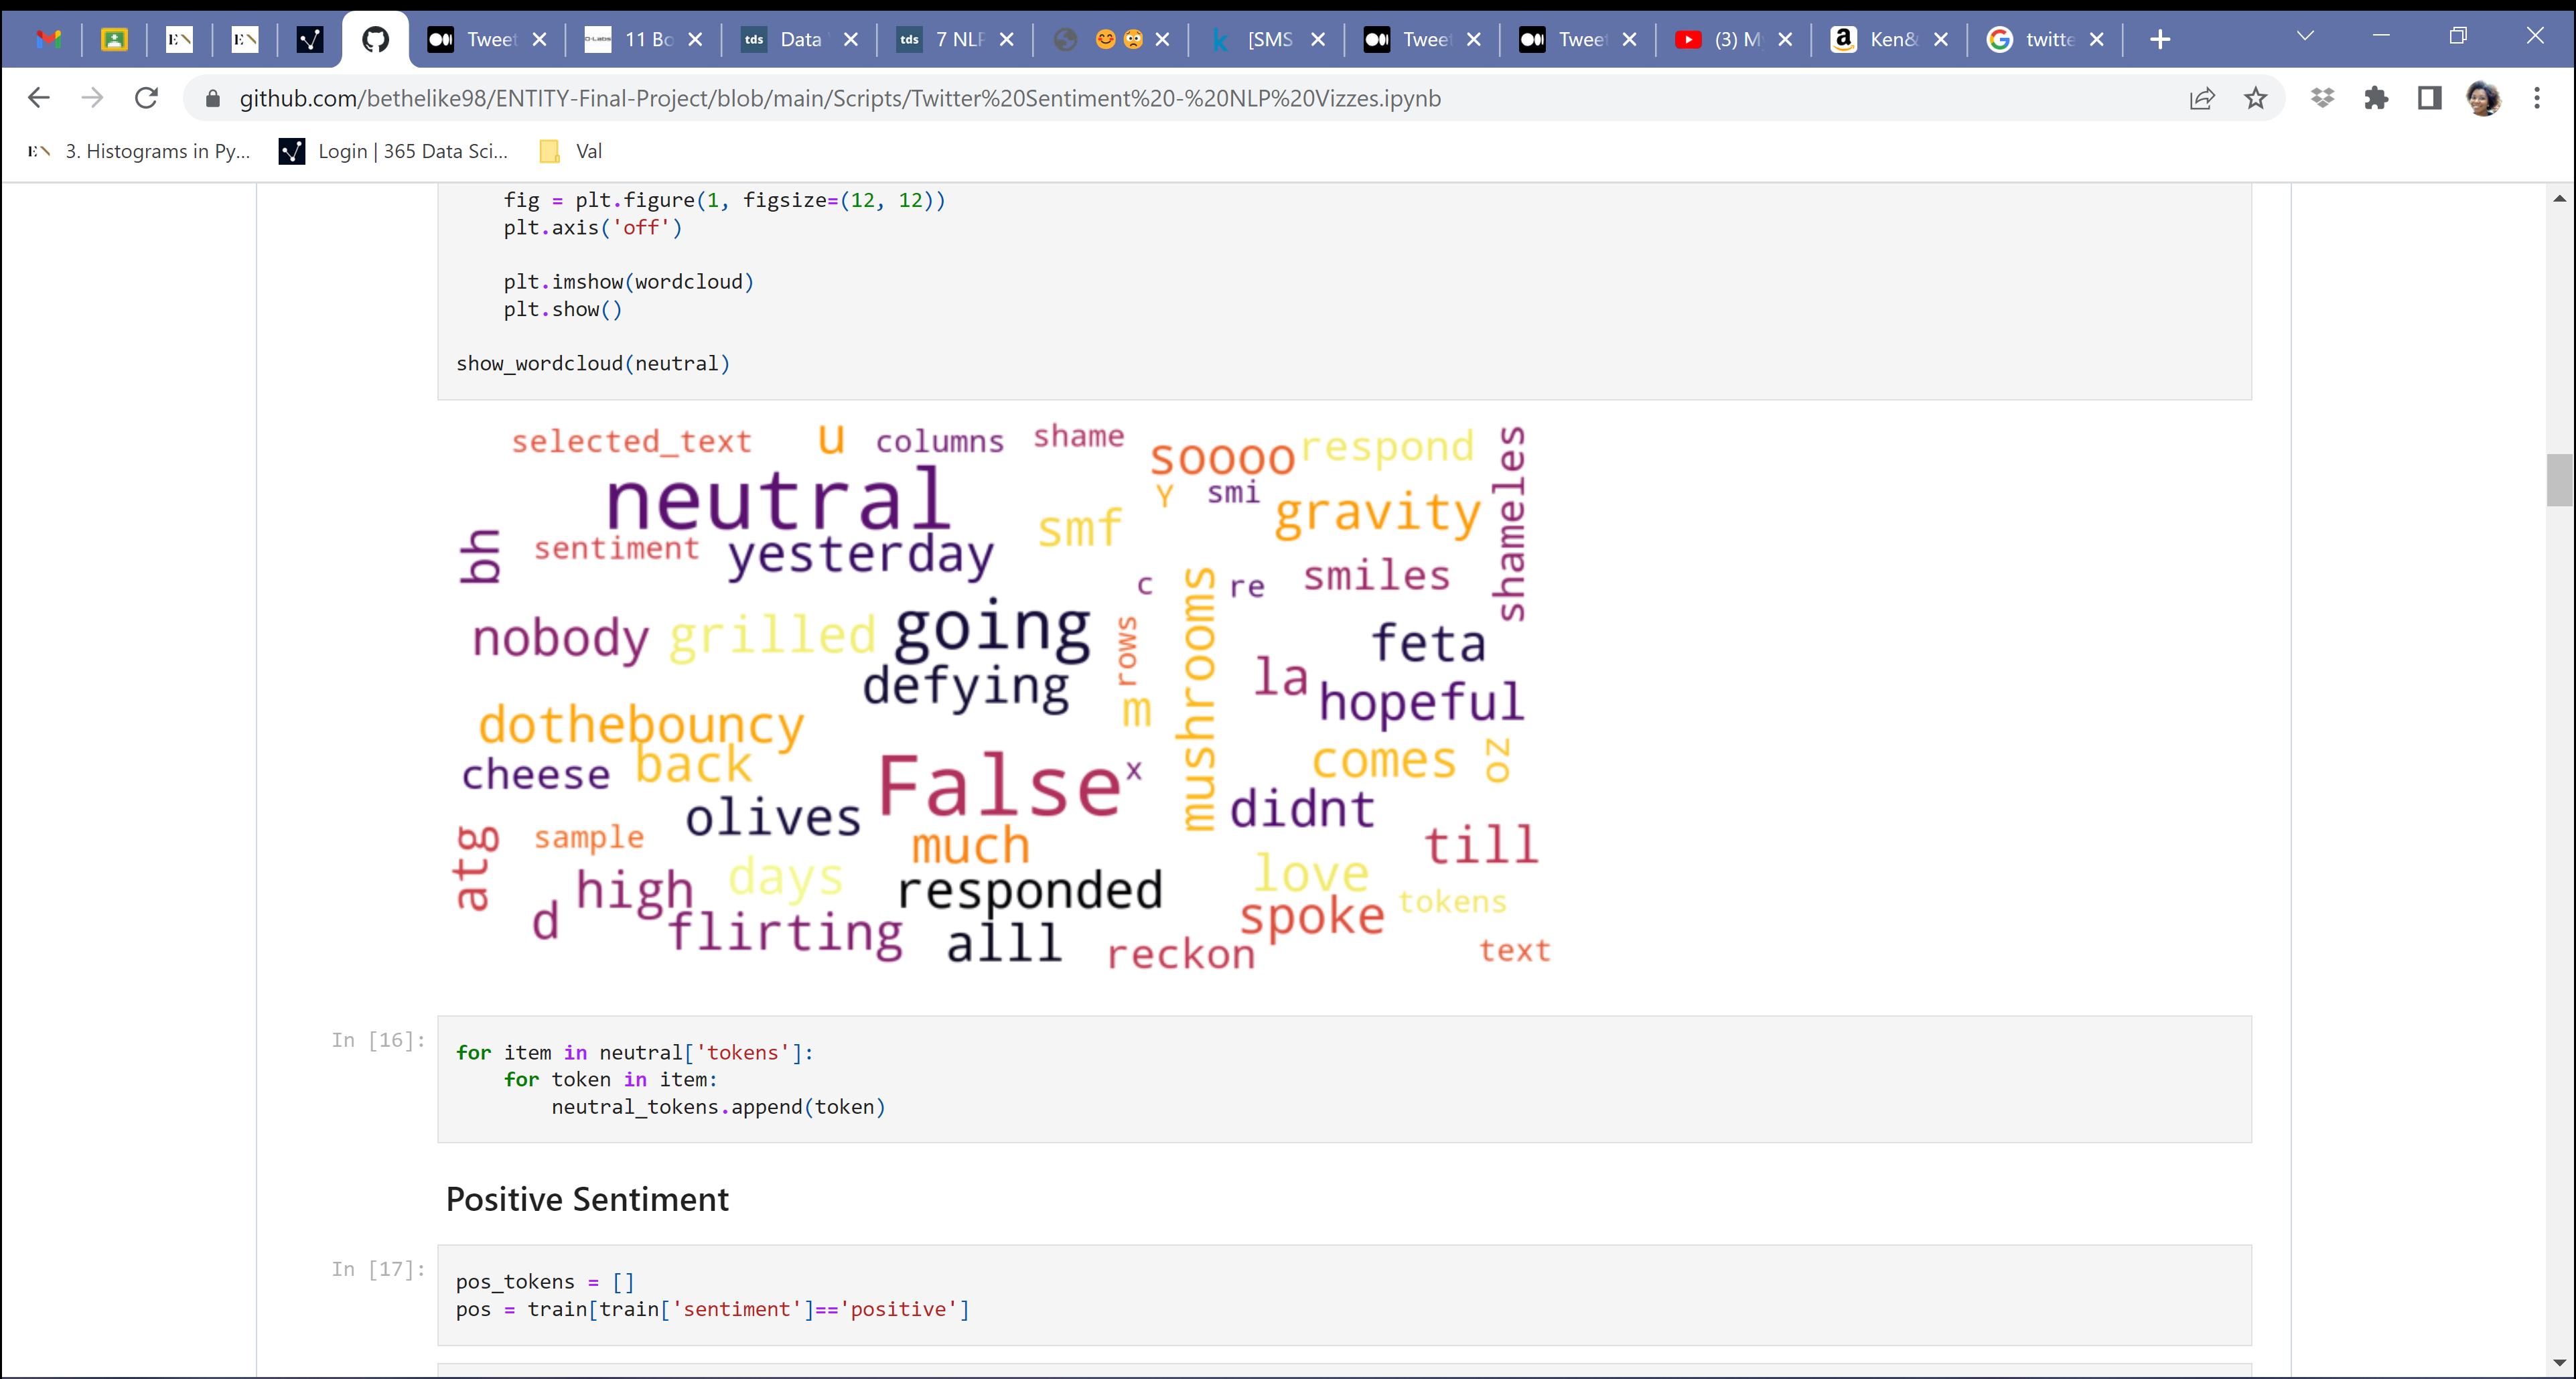 Tweet
11 Bo
tds Data
tds 7 NLP
[SMS
Tweet
Tweet
(3) M
Ken&
twitte
github.com/bethelike98/ENTITY-Final-Project/blob/main/Scripts/Twitter%20Sentiment%20-%20NLP%20Vizzes.ipynb
3. Histograms in Py...
Login | 365 Data Sci...
Val
fig = plt.figure(1, figsize=(12, 12))
plt.axis('off')
plt.imshow(wordcloud)
plt.show()
show_wordcloud(neutral)
selected_text
u
columns
shame
soooo
respond
shameles
neutral
Y
smi
gravity
smf
bh
sentiment
yesterday
c
re
smiles
nobody
grilled
going
rows
mushrooms
feta
defying
la
hopeful
m
dothebouncy
back
cheese
False
x
comes
oz
olives
didnt
atg
sample
much
till
high
days
responded
love
tokens
d
flirting
alll
spoke
reckon
text
In [16]:
for item in neutral['tokens']:
for token in item:
neutral_tokens.append(token)
Positive Sentiment
In [17]:
pos_tokens = []
pos = train[train['sentiment']=='positive']